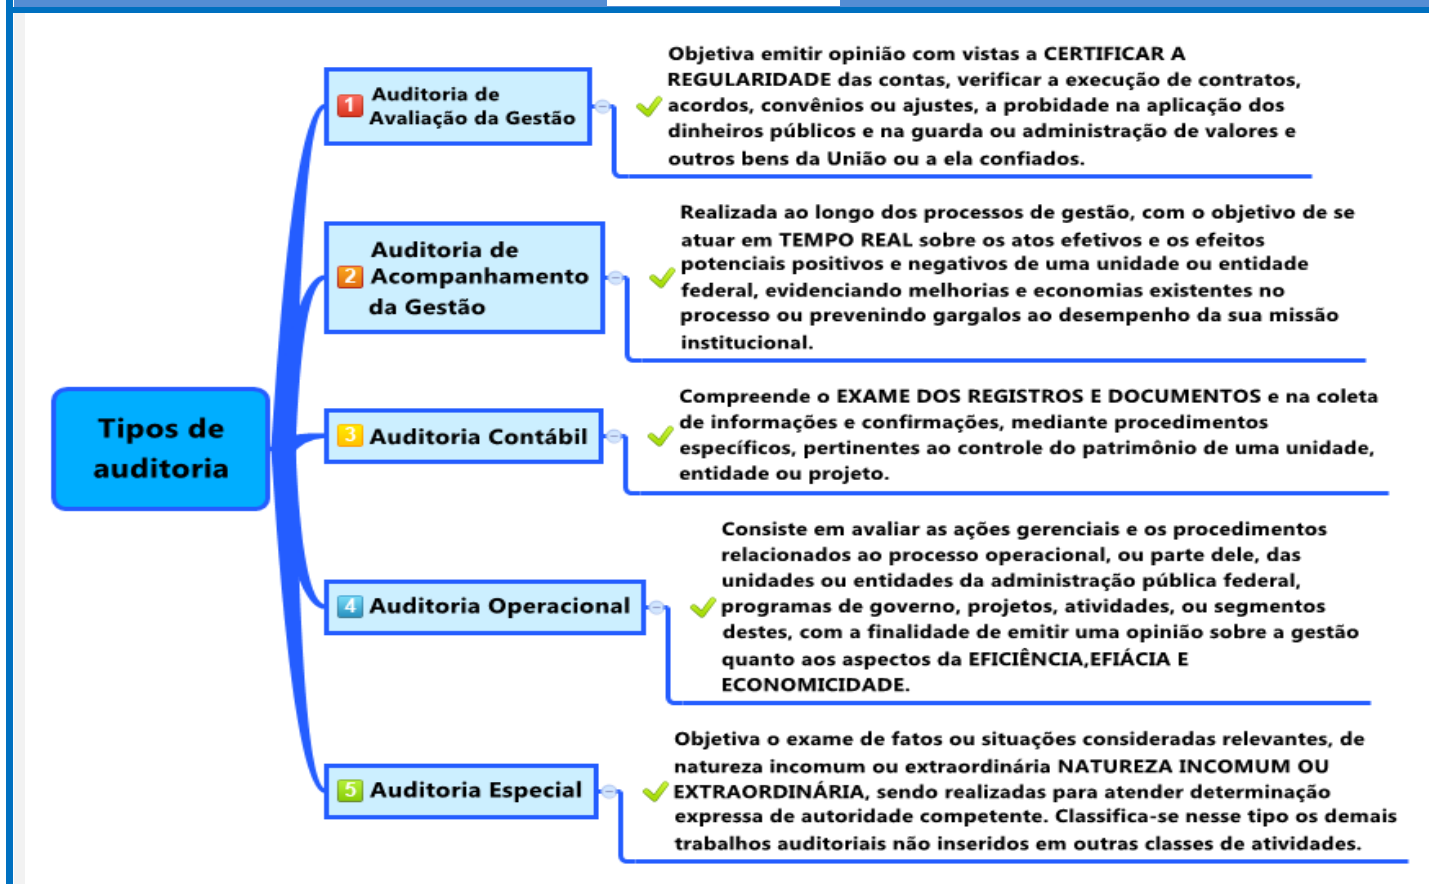 Tipos de
auditoria
1
Auditoria de
Avaliação da Gestão
Objetiva emitir opinião com vistas a CERTIFICAR A
REGULARIDADE das contas, verificar a execução de contratos,
acordos, convênios ou ajustes, a probidade na aplicação dos
dinheiros públicos e na guarda ou administração de valores e
outros bens da União ou a ela confiados.
2
Auditoria de
Acompanhamento
da Gestão
Realizada ao longo dos processos de gestão, com o objetivo de se
atuar em TEMPO REAL sobre os atos efetivos e os efeitos
potenciais positivos e negativos de uma unidade ou entidade
federal, evidenciando melhorias e economias existentes no
processo ou prevenindo gargalos ao desempenho da sua missão
institucional.
3
Auditoria Contábil
Compreende o EXAME DOS REGISTROS E DOCUMENTOS e na coleta
de informações e confirmações, mediante procedimentos
específicos, pertinentes ao controle do patrimônio de uma unidade,
entidade ou projeto.
4
Auditoria Operacional
Consiste em avaliar as ações gerenciais e os procedimentos
relacionados ao processo operacional, ou parte dele, das
unidades ou entidades da administração pública federal,
programas de governo, projetos, atividades, ou segmentos
destes, com a finalidade de emitir uma opinião sobre a gestão
quanto aos aspectos da EFICIÊNCIA,EFIÁCIA E
ECONOMICIDADE.
5
Auditoria Especial
Objetiva o exame de fatos ou situações consideradas relevantes, de
natureza incomum ou extraordinária NATUREZA INCOMUM OU
EXTRAORDINÁRIA, sendo realizadas para atender determinação
expressa de autoridade competente. Classifica-se nesse tipo os demais
trabalhos auditoriais não inseridos em outras classes de atividades.